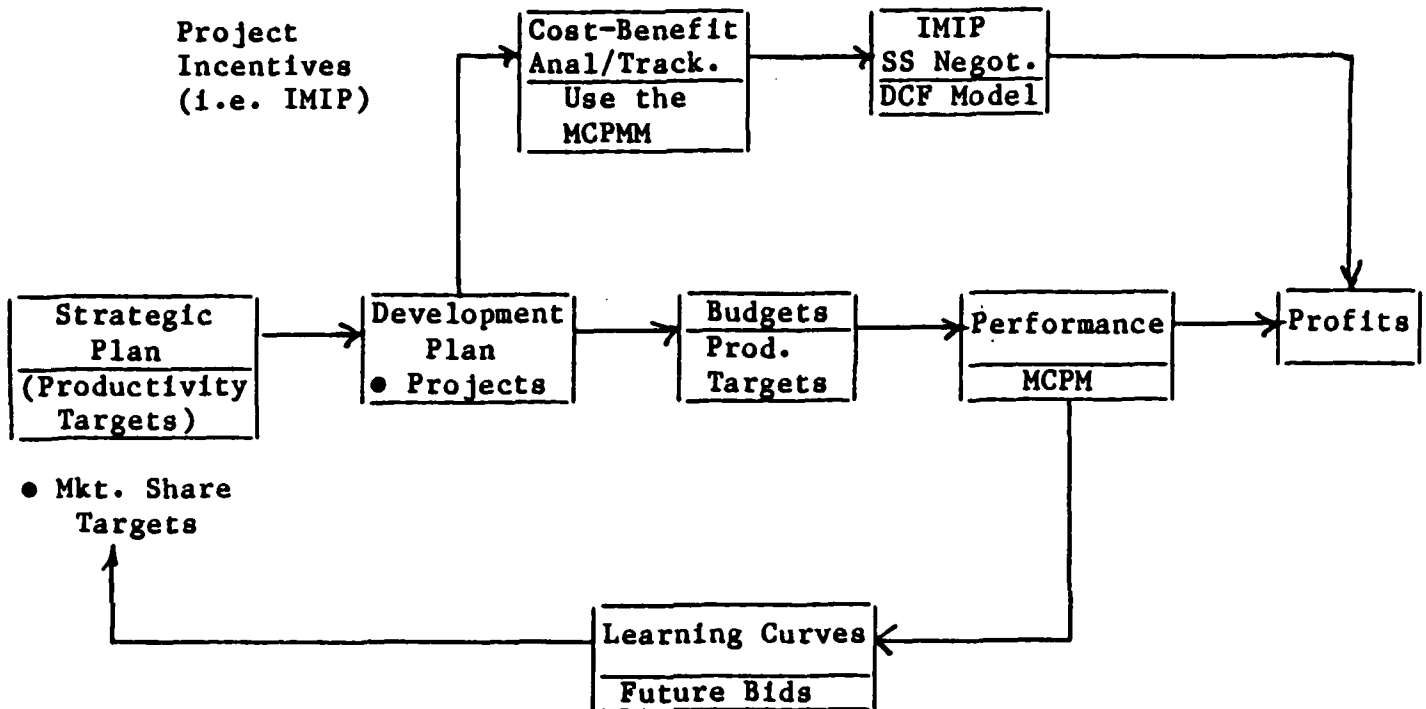 Project
Incentives
(i.e. IMIP)
Cost-Benefit
Anal/Track.
Use the
MCPMM
IMIP
SS Negot.
DCF Model
Strategic
Plan
(Productivity
Targets)
● Mkt. Share
Targets
Development
Plan
● Projects
Budgets
Prod.
Targets
Performance
MCPM
Profits
Learning Curves
Future Bids